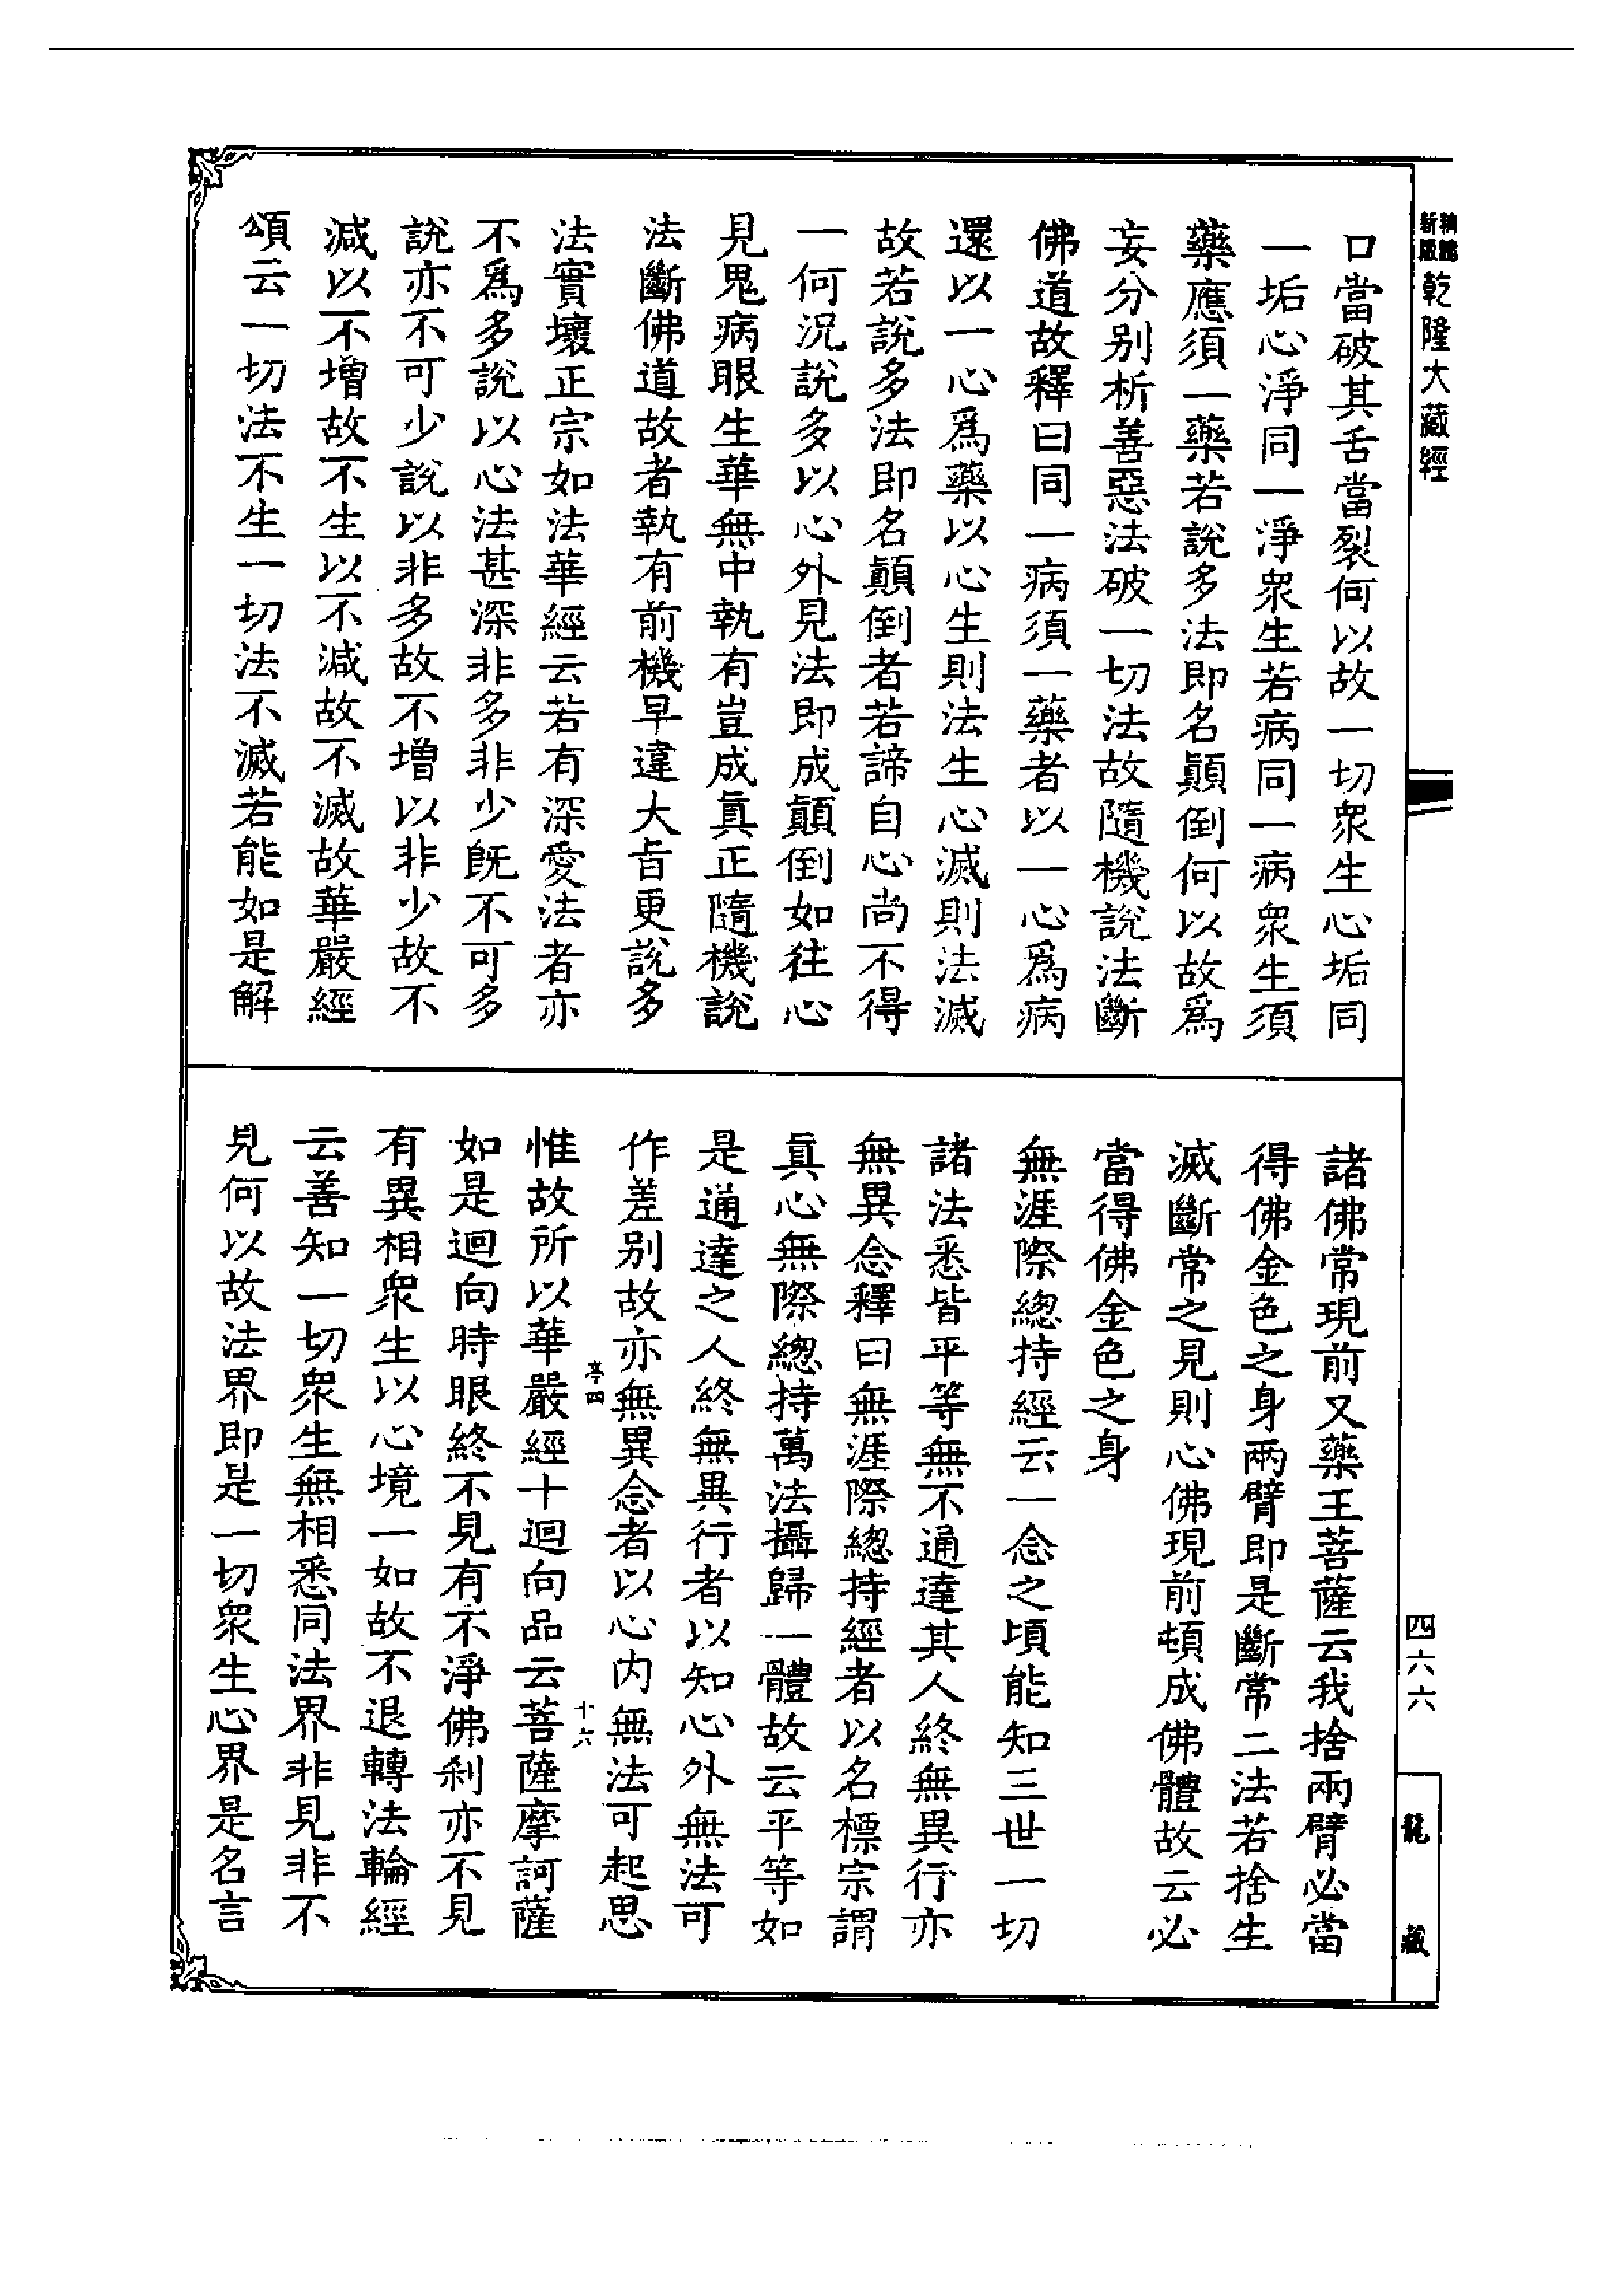 乾隆大藏經
口當破其舌當裂何以故一切衆生心垢同
一垢心淨同一淨衆生若病同一病衆生須
藥應須一藥若說多法即名顚倒何以故爲
妄分别析善惡法破一切法故隨機說法斷
佛道故釋曰同一病須一藥者以一心爲病
還以一心爲藥以心生則法生心滅則法滅
故若說多法即名顚倒者若諦自心尚不得
一何況說多以心外見法即成顚倒如往心
見鬼病眼生華無中執有豈成真正隨機說
法斷佛道故者執有前機早違大旨更說多
法實壞正宗如法華經云若有深愛法者亦
不爲多說以心法甚深非多非少旣不可多
說亦不可少說以非多故不增以非少故不
減以不增故不生以不減故不滅故華嚴經
頌云一切法不生一切法不滅若能如是解
諸佛常現前又藥王菩薩云我捨兩臂必當
得佛金色之身兩臂即是斷常二法若捨生
滅斷常之見則心佛現前頓成佛體故云必
當得佛金色之身
無涯際總持經云一念之頃能知三世一切
諸法悉皆平等無不通達其人終無異行亦
無異念釋曰無涯際總持經者以名標宗謂
真心無際總持萬法攝歸一體故云平等如
是通達之人終無異行者以知心外無法可
作差别故亦無異念者以心内無法可起思
惟故所以華嚴經十迴向品云菩薩摩訶薩
如是迴向時眼終不見有不淨佛刹亦不見
有異相衆生以心境一如故不退轉法輪經
云善知一切衆生無相悉同法界非見非不
見何以故法界即是一切衆生心界是名言
四六六
龍藏
十六